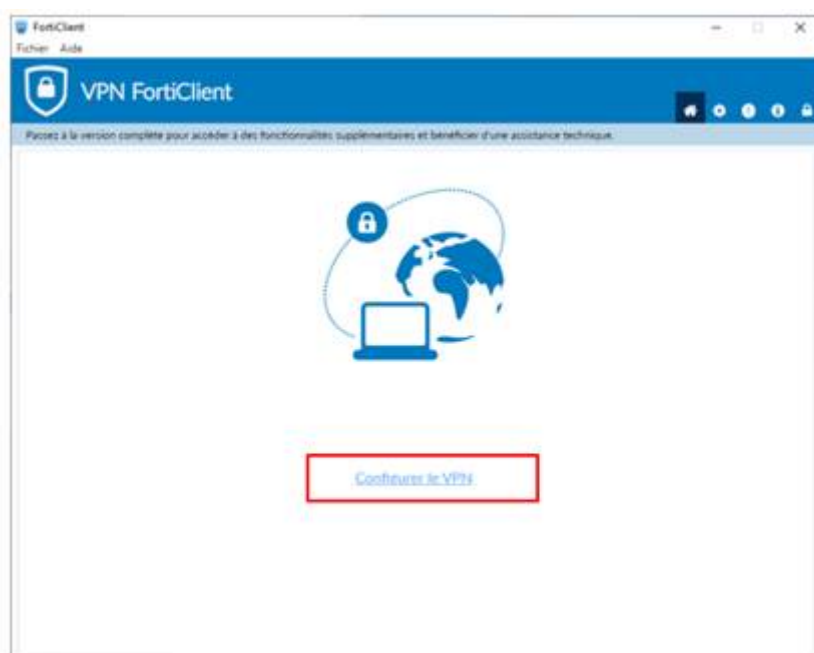 FortiClient
Fichier Aide
VPN FortiClient
Passez à la version complète pour accéder à des fonctionnalités supplémentaires et bénéficier d'une assistance technique.
Configurer le VPN